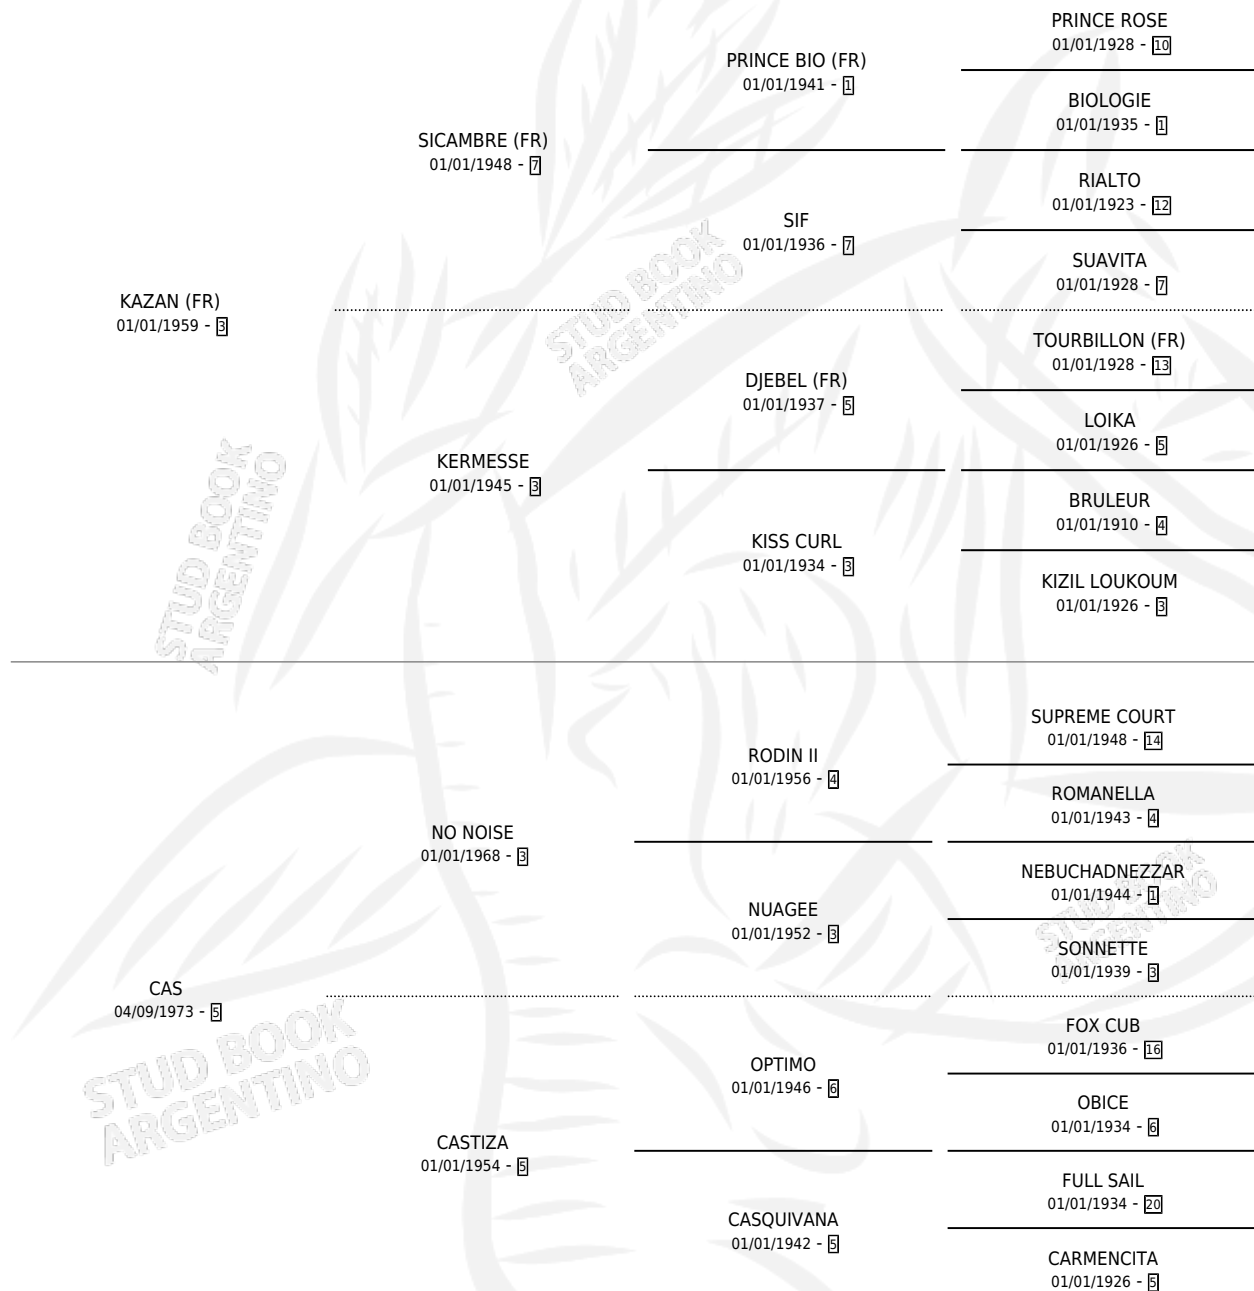 PRINCE ROSE
01/01/1928 - 10
PRINCE BIO (FR)
01/01/1941 - 1
BIOLOGIE
01/01/1935 - 1
SICAMBRE (FR)
01/01/1948 - 7
RIALTO
01/01/1923 - 12
SIF
01/01/1936 - 7
SUAVITA
01/01/1928 - 7
KAZAN (FR)
01/01/1959 - 3
STUD BOOK
ARGENTINO
TOURBILLON (FR)
01/01/1928 - 13
DJEBEL (FR)
01/01/1937 - 5
LOIKA
01/01/1926 - 5
KERMESSE
01/01/1945 - 3
BRULEUR
01/01/1910 - 4
KISS CURL
01/01/1934 - 3
KIZIL LOUKOUM
01/01/1926 - 3
STUD BOOK
ARGENTINO
SUPREME COURT
01/01/1948 - 14
RODIN II
01/01/1956 - 4
ROMANELLA
01/01/1943 - 4
NO NOISE
01/01/1968 - 3
NEBUCHADNEZZAR
01/01/1944 - 1
STUD BOOK
ARGENTINO
NUAGEE
01/01/1952 - 3
SONNETTE
01/01/1939 - 3
CAS
04/09/1973 - 5
STUD BOOK
ARGENTINO
FOX CUB
01/01/1936 - 16
OPTIMO
01/01/1946 - 6
OBICE
01/01/1934 - 6
CASTIZA
01/01/1954 - 5
FULL SAIL
01/01/1934 - 20
CASQUIVANA
01/01/1942 - 5
CARMENCITA
01/01/1926 - 5